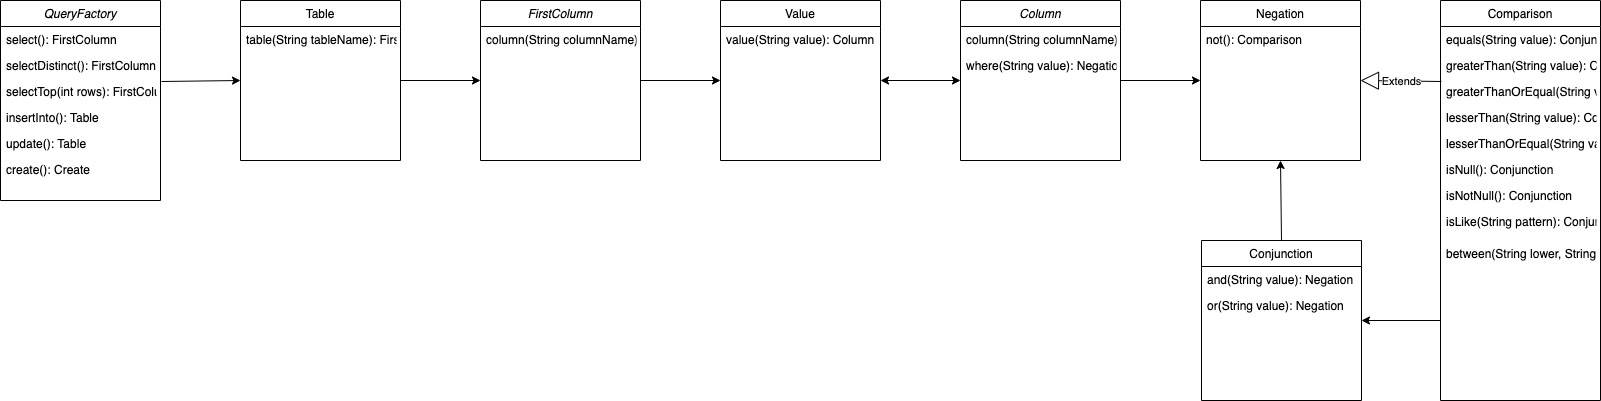 QueryFactory
select(): FirstColumn
selectDistinct(): FirstColumn
selectTop(int rows): FirstColu
insertInto(): Table
update(): Table
create(): Create
Table
table(String tableName): Firs
FirstColumn
column(String columnName)
Value
value(String value): Column
Column
column(String columnName)
where(String value): Negatic
Negation
not(): Comparison
Extends
Comparison
equals(String value): Conjun
greaterThan(String value): C
greaterThanOrEqual(String v
lesserThan(String value): Co
lesserThanOrEqual(String va
isNull(): Conjunction
isNotNull(): Conjunction
isLike(String pattern): Conju
between(String lower, String
Conjunction
and(String value): Negation
or(String value): Negation